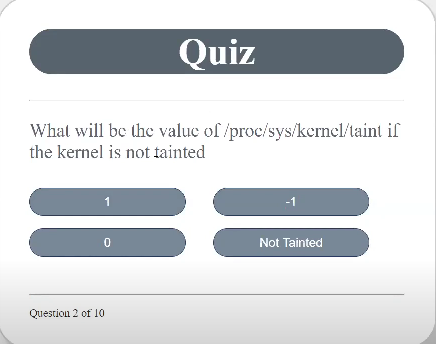 Quiz
What will be the value of /proc/sys/kernel/taint if
the kernel is not tainted
1
-1
0
Not Tainted
Question 2 of 10